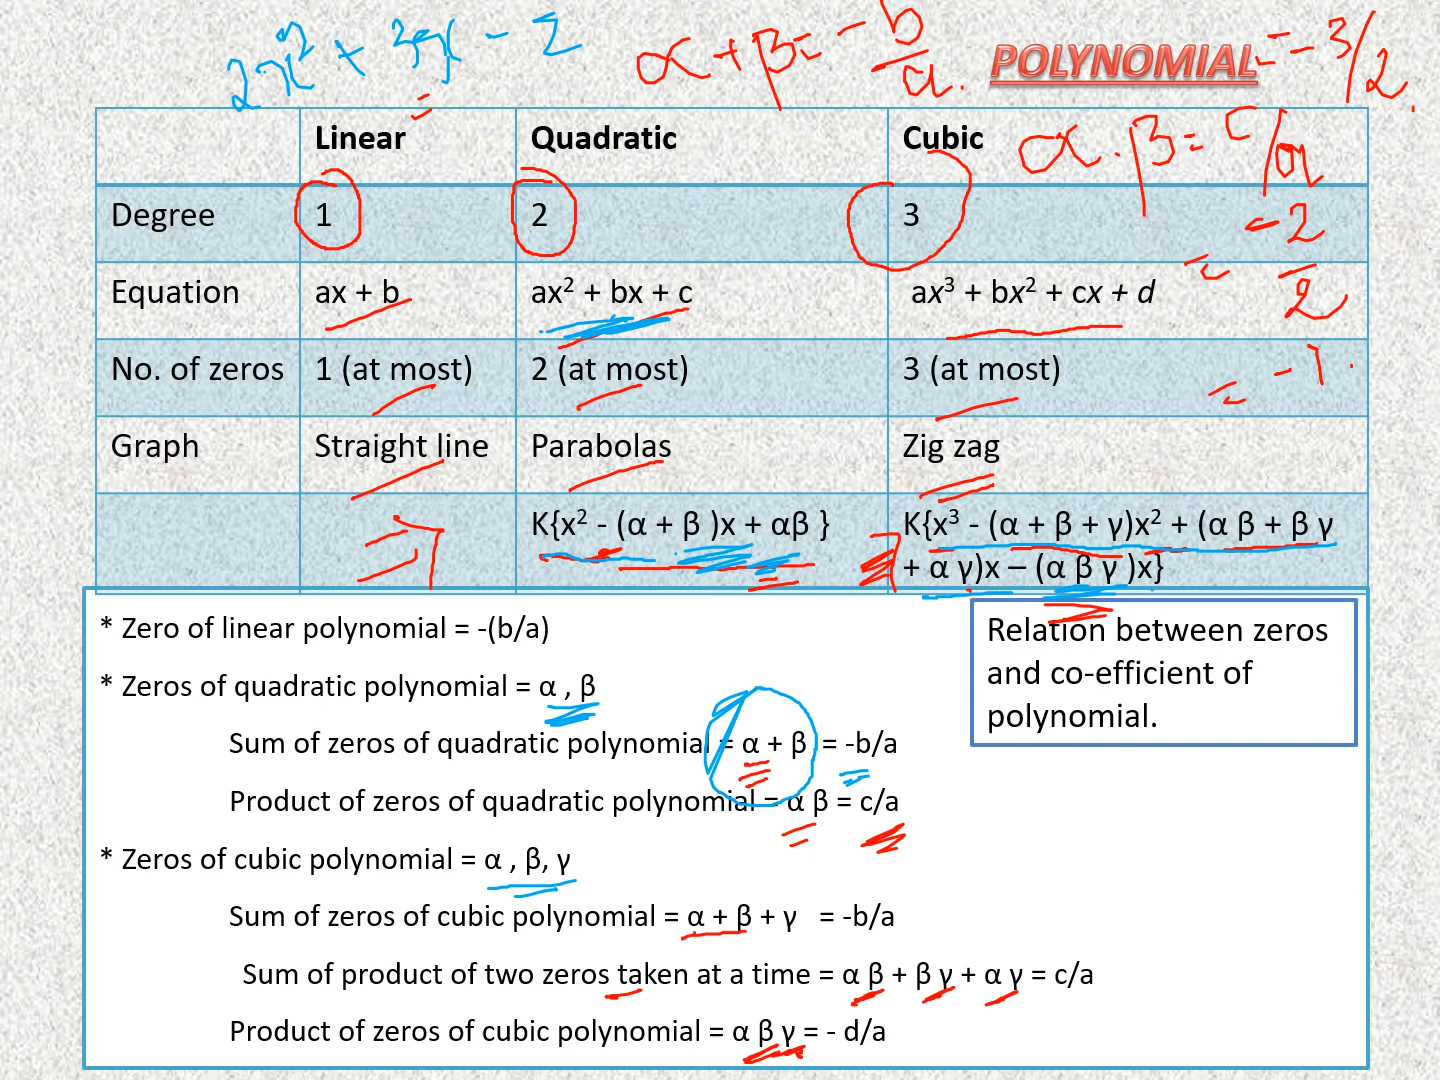 2x² + 3x - 2
α + β = -b/a. = -3/2.
POLYNOMIAL
α . β = c/a
= -2/2
= -1.
Linear Quadratic Cubic
Degree 1 2 3
Equation ax + b ax² + bx + c ax³ + bx² + cx + d
No. of zeros 1 (at most) 2 (at most) 3 (at most)
Graph Straight line Parabolas Zig zag
K{x² - (α + β )x + αβ } K{x³ - (α + β + γ)x² + (α β + β γ
+ α γ)x – (α β γ )x}
* Zero of linear polynomial = -(b/a)
* Zeros of quadratic polynomial = α , β
Sum of zeros of quadratic polynomial = α + β = -b/a
Product of zeros of quadratic polynomial = α β = c/a
* Zeros of cubic polynomial = α , β, γ
Sum of zeros of cubic polynomial = α + β + γ = -b/a
Sum of product of two zeros taken at a time = α β + β γ + α γ = c/a
Product of zeros of cubic polynomial = α β γ = - d/a
Relation between zeros
and co-efficient of
polynomial.